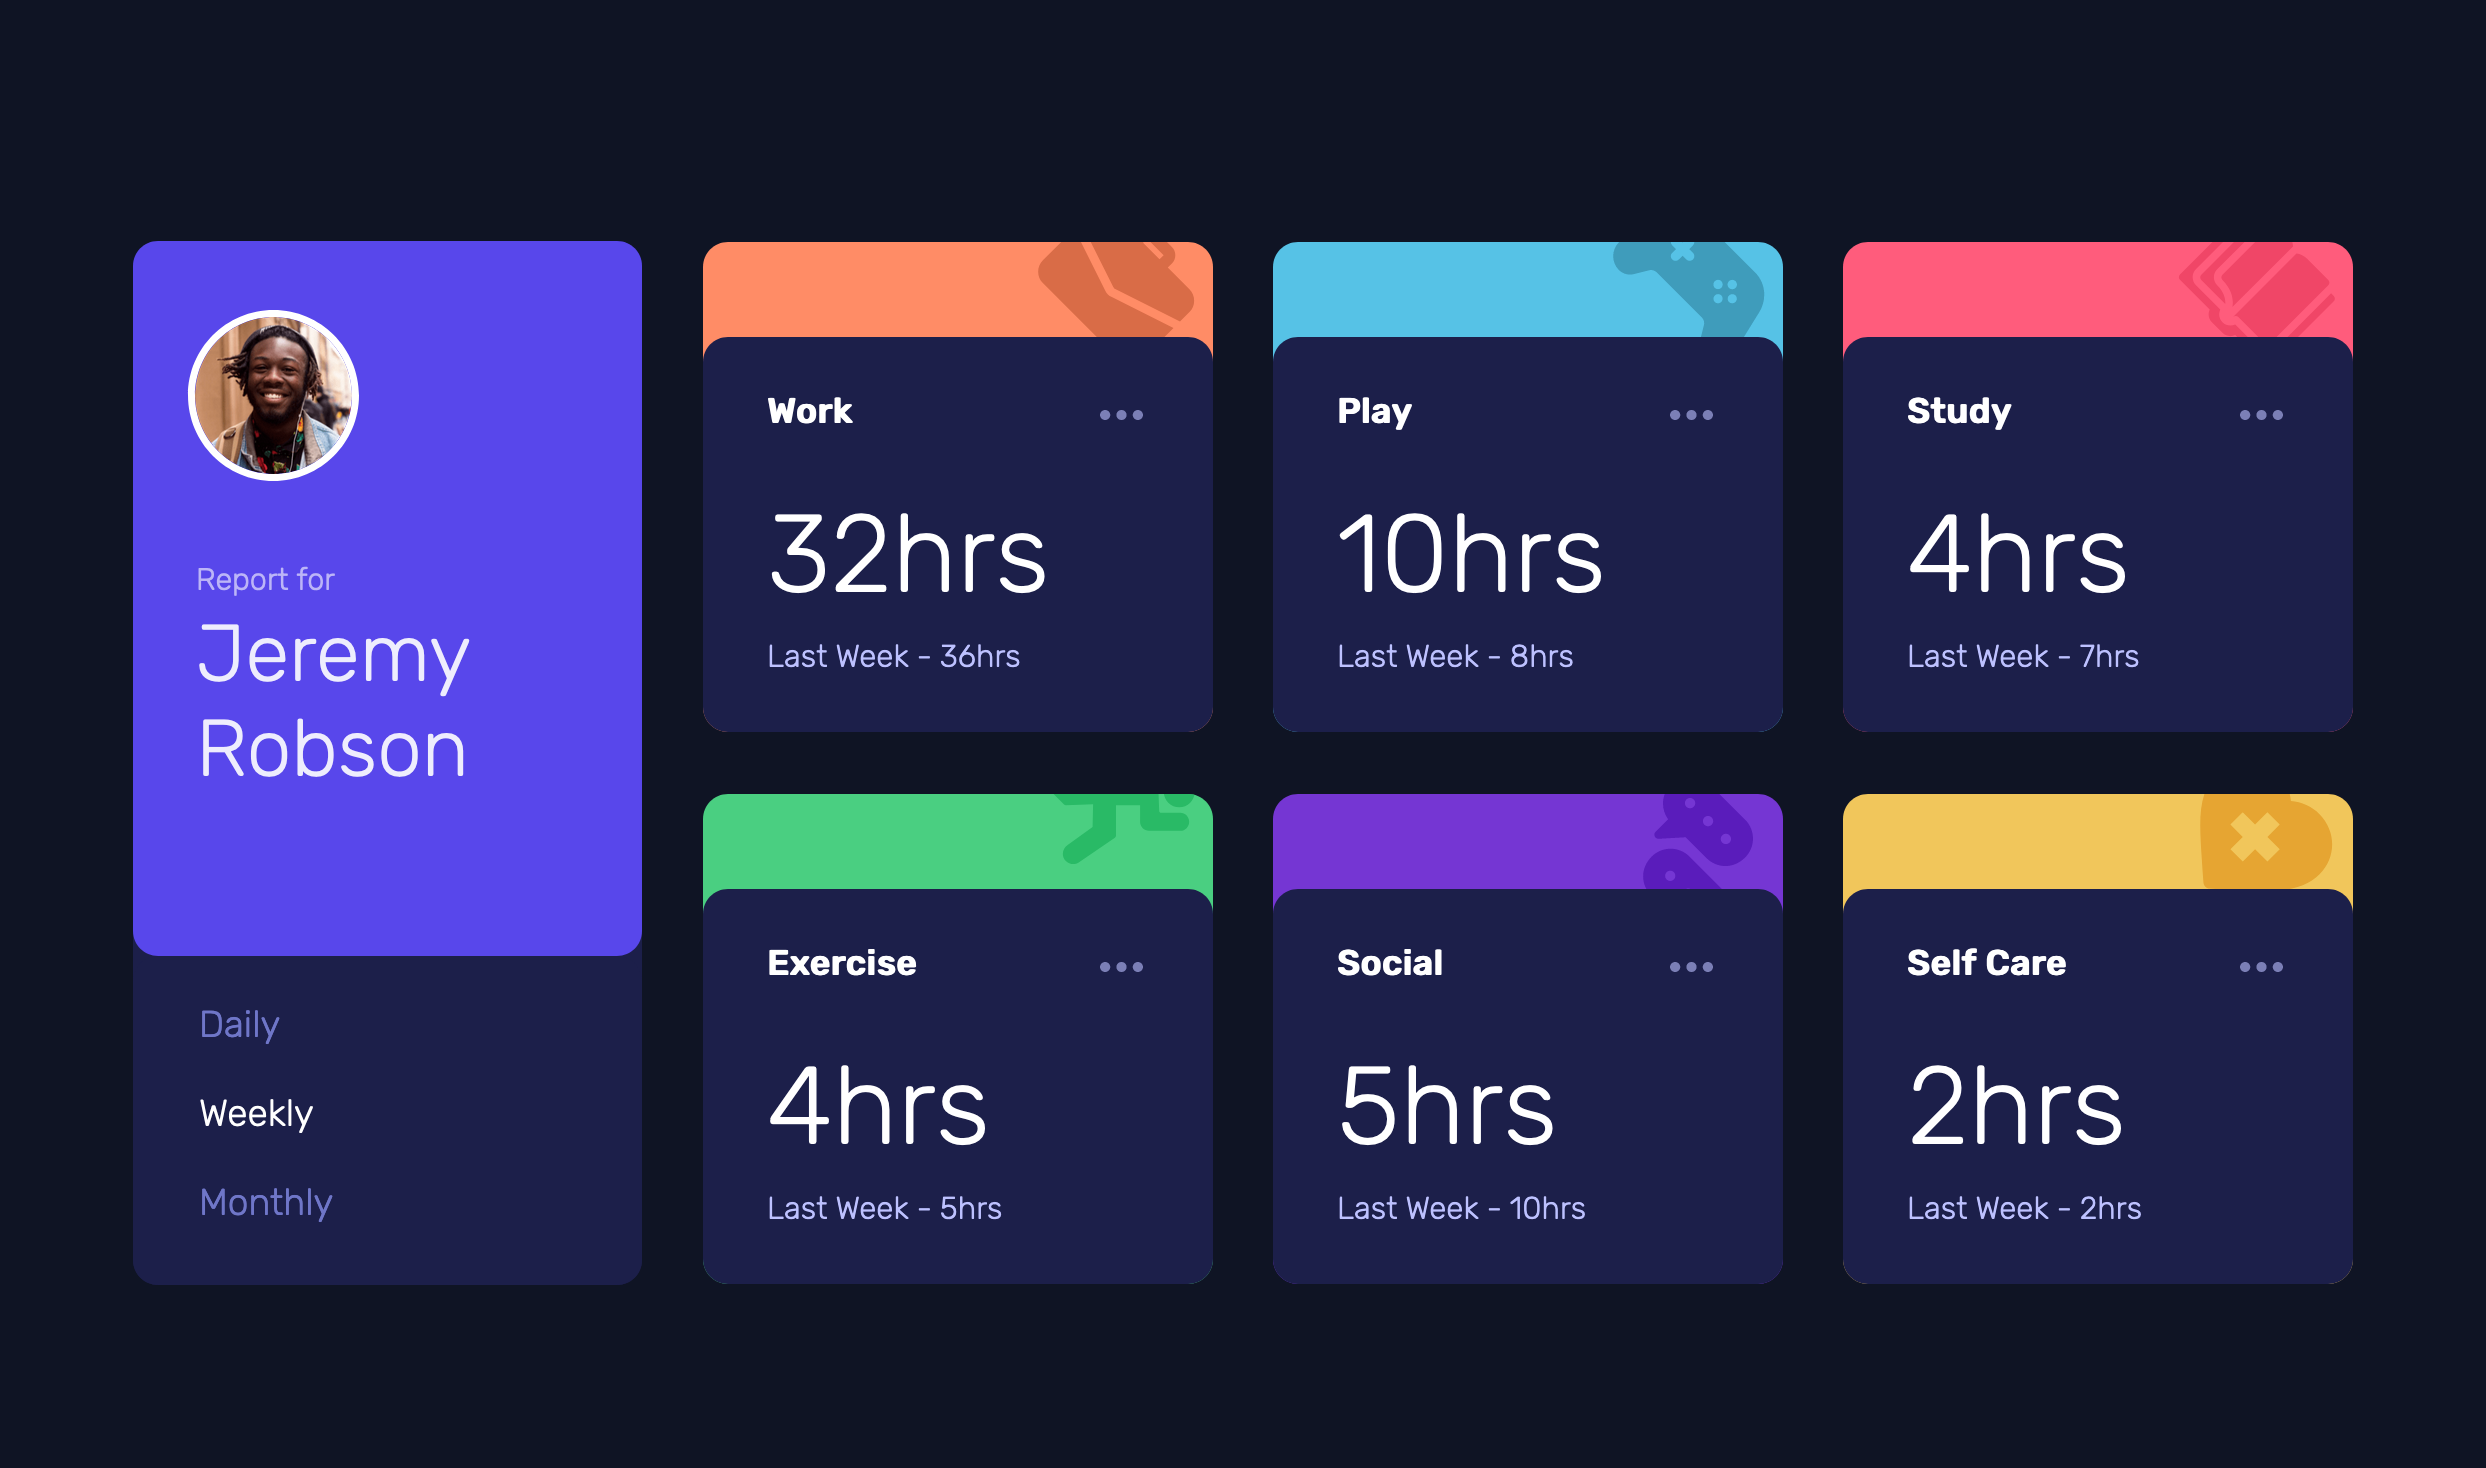 Report for
Jeremy
Robson
Daily
Weekly
Monthly
Work
32hrs
Last Week - 36hrs
Play
10hrs
Last Week - 8hrs
Study
4hrs
Last Week - 7hrs
Exercise
4hrs
Last Week - 5hrs
Social
5hrs
Last Week - 10hrs
Self Care
2hrs
Last Week - 2hrs